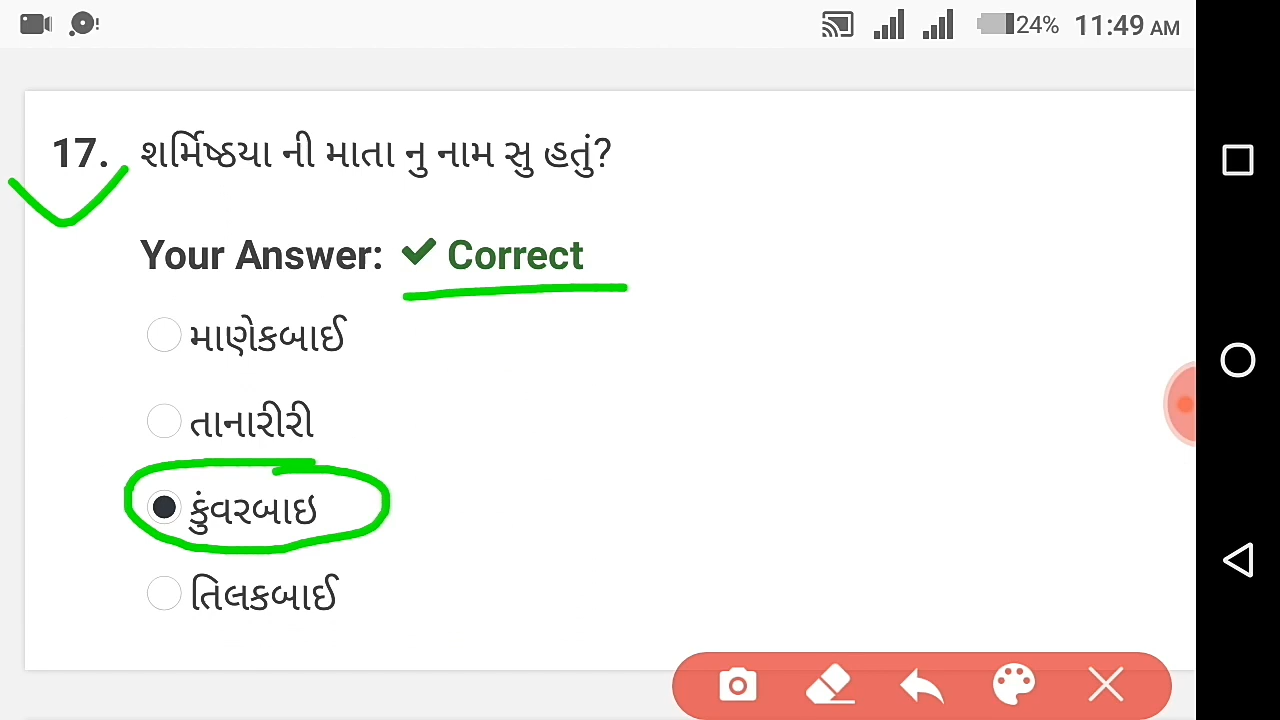 24% 11:49 AM
17. શર્મિષ્ઠયા ની માતા નુ નામ સુ હતું?
Your Answer: ✔ Correct
માણેકબાઈ
તાનારીરી
કુંવરબાઇ
તિલકબાઈ